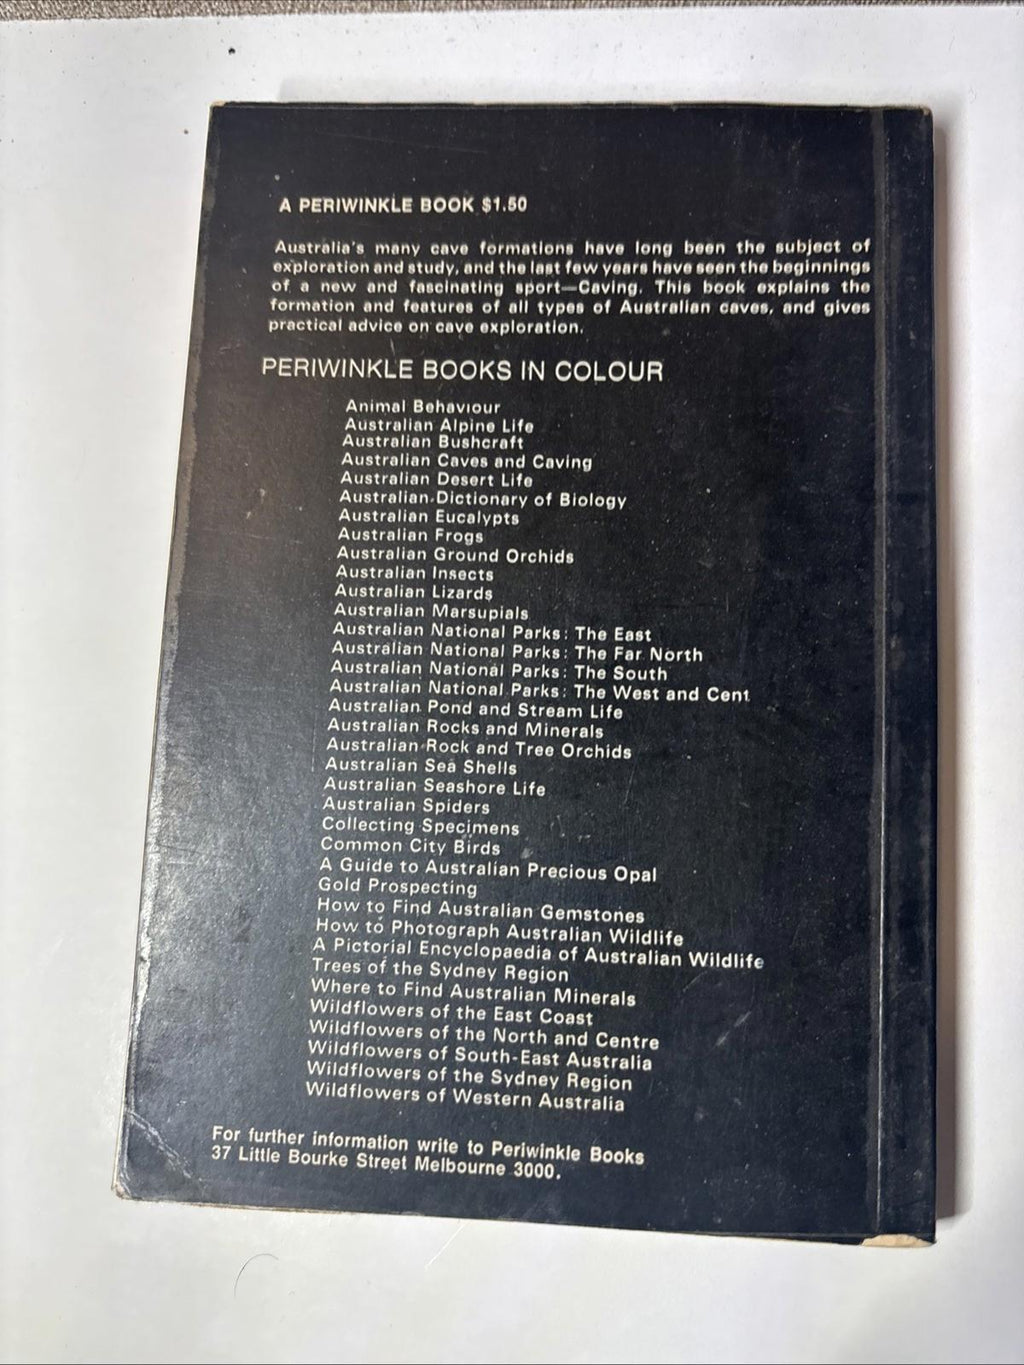 A PERIWINKLE BOOK $1.50
Australia's many cave formations have long been the subject of
exploration and study, and the last few years have seen the beginnings
of a new and fascinating sport—Caving. This book explains the
formation and features of all types of Australian caves, and gives
practical advice on cave exploration.
PERIWINKLE BOOKS IN COLOUR
Animal Behaviour
Australian Alpine Life
Australian Bushcraft
Australian Caves and Caving
Australian Desert Life
Australian Dictionary of Biology
Australian Eucalypts
Australian Frogs
Australian Ground Orchids
Australian Insects
Australian Lizards
Australian Marsupials
Australian National Parks: The East
Australian National Parks: The Far North
Australian National Parks: The South
Australian National Parks: The West and Cent
Australian Pond and Stream Life
Australian Rocks and Minerals
Australian Rock and Tree Orchids
Australian Sea Shells
Australian Seashore Life
Australian Spiders
Collecting Specimens
Common City Birds
A Guide to Australian Precious Opal
Gold Prospecting
How to Find Australian Gemstones
How to Photograph Australian Wildlife
A Pictorial Encyclopaedia of Australian Wildlife
Trees of the Sydney Region
Where to Find Australian Minerals
Wildflowers of the East Coast
Wildflowers of the North and Centre
Wildflowers of South-East Australia
Wildflowers of the Sydney Region
Wildflowers of Western Australia
For further information write to Periwinkle Books
37 Little Bourke Street Melbourne 3000.